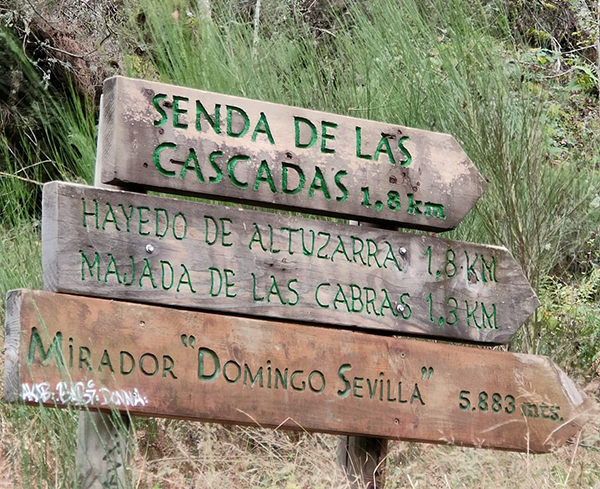 SENDA DE LAS
CASCADAS 1,8 km
HAYEDO DE ALTUZARRA 1,8 KM
MAJADA DE LAS CABRAS 1,3 KM
MIRADOR "DOMINGO SEVILLA" 5.883 mts.